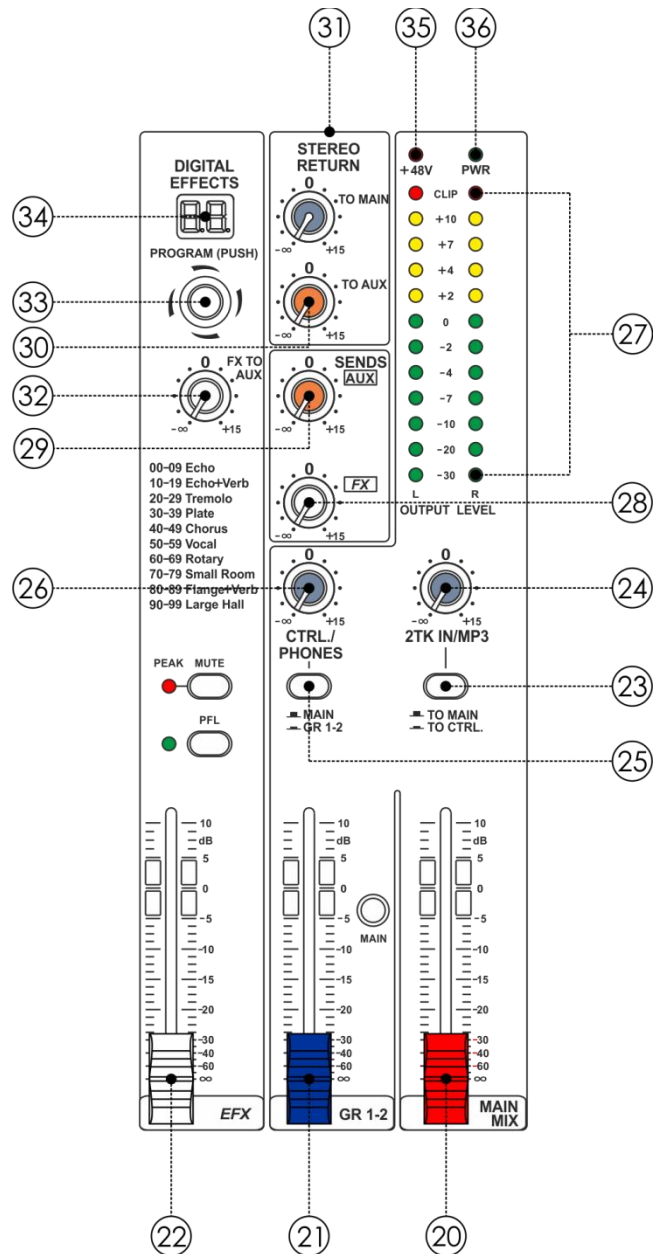 31
35
36
DIGITAL
EFFECTS
8.8.
PROGRAM (PUSH)
34
33
30
FX TO
AUX
0
-∞
+15
32
29
00-09 Echo
10-19 Echo+Verb
20-29 Tremolo
30-39 Plate
40-49 Chorus
50-59 Vocal
60-69 Rotary
70-79 Small Room
80-89 Flange+Verb
90-99 Large Hall
26
PEAK MUTE
PFL
STEREO
RETURN
0
TO MAIN
-∞
+15
0
TO AUX
-∞
+15
0
SENDS
AUX
-∞
+15
0
FX
-∞
+15
0
-∞
+15
CTRL./
PHONES
MAIN
GR 1-2
+48V
PWR
CLIP
+10
+7
+4
+2
0
-2
-4
-7
-10
-20
-30
L
R
OUTPUT LEVEL
27
28
0
-∞
+15
2TK IN/MP3
24
23
TO MAIN
TO CTRL.
25
10
dB
5
0
-5
-10
-15
-20
-30
-40
-60
∞
EFX
10
dB
5
0
-5
-10
-15
-20
-30
-40
-60
∞
MAIN
GR 1-2
10
dB
5
0
-5
-10
-15
-20
-30
-40
-60
∞
MAIN
MIX
22
21
20